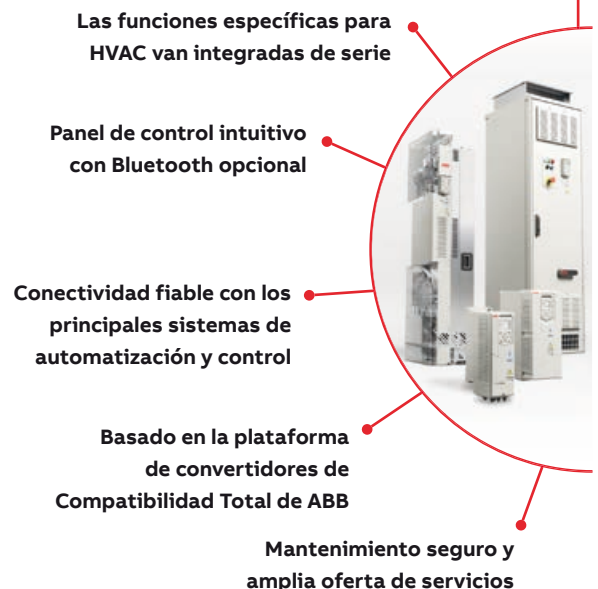 Las funciones específicas para
HVAC van integradas de serie
Panel de control intuitivo
con Bluetooth opcional
Conectividad fiable con los
principales sistemas de
automatización y control
Basado en la plataforma
de convertidores de
Compatibilidad Total de ABB
Mantenimiento seguro y
amplia oferta de servicios